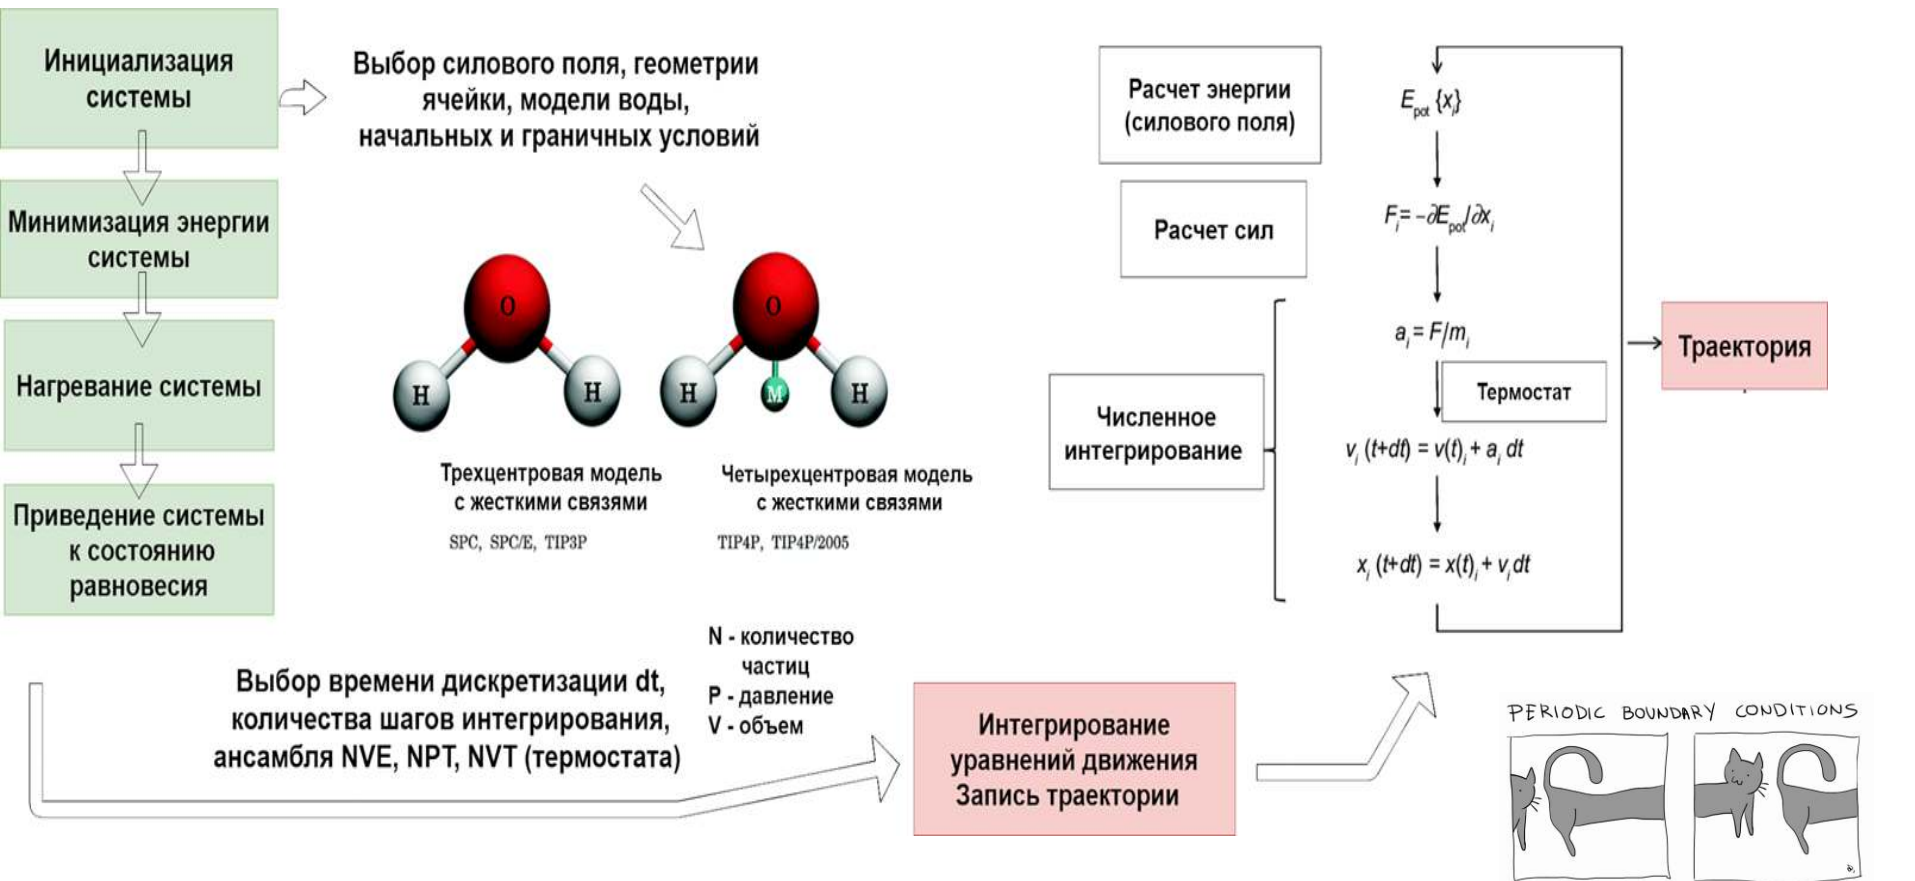 Инициализация
системы
Минимизация энергии
системы
Нагревание системы
Приведение системы
к состоянию
равновесия
Выбор силового поля, геометрии
ячейки, модели воды,
начальных и граничных условий
O
H
H
O
H
M
H
Трехцентровая модель
с жесткими связями
SPC, SPC/E, TIP3P
Четырехцентровая модель
с жесткими связями
TIP4P, TIP4P/2005
Выбор времени дискретизации dt,
количества шагов интегрирования,
ансамбля NVE, NPT, NVT (термостата)
N - количество
частиц
P - давление
V - объем
Интегрирование
уравнений движения
Запись траектории
Расчет энергии
(силового поля)
Расчет сил
Численное
интегрирование
E_pot {x_i}
F_i = –∂E_pot/∂x_i
a_i = F/m_i
Термостат
v_i (t+dt) = v(t)_i + a_i dt
x_i (t+dt) = x(t)_i + v_i dt
Траектория
PERIODIC BOUNDARY CONDITIONS